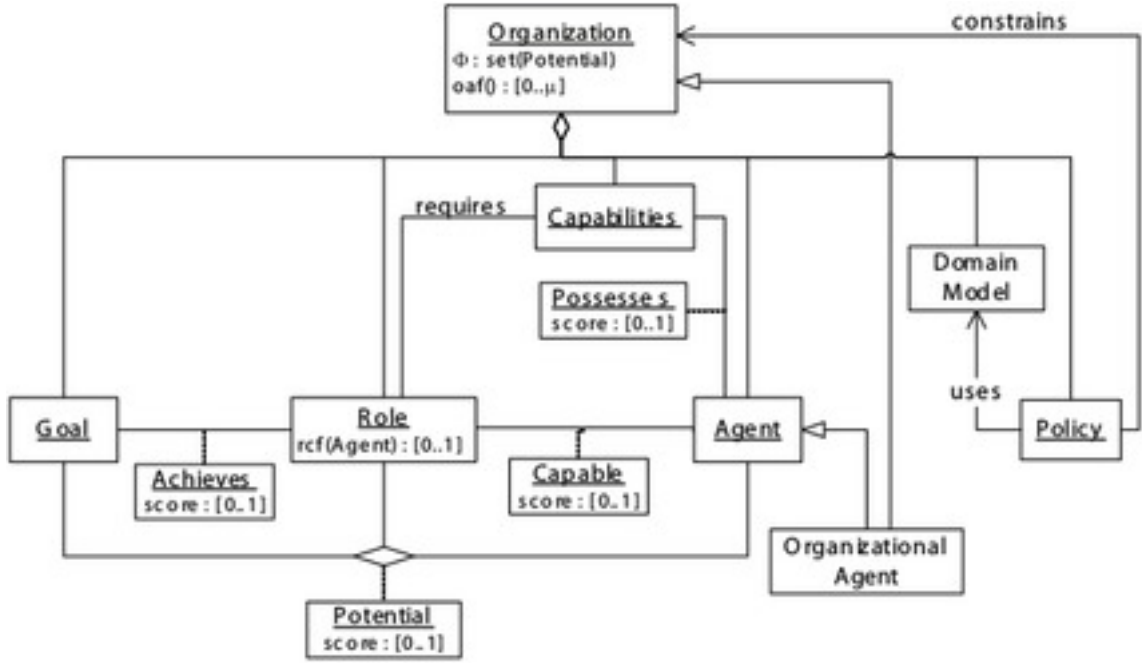 Organization
Φ : set(Potential)
oaf() : [0..μ]
constrains
requires
Capabilities
Possesses
score : [0..1]
Domain
Model
uses
Goal
Role
rcf(Agent) : [0..1]
Agent
Policy
Achieves
score : [0..1]
Capable
score : [0..1]
Organizational
Agent
Potential
score : [0..1]